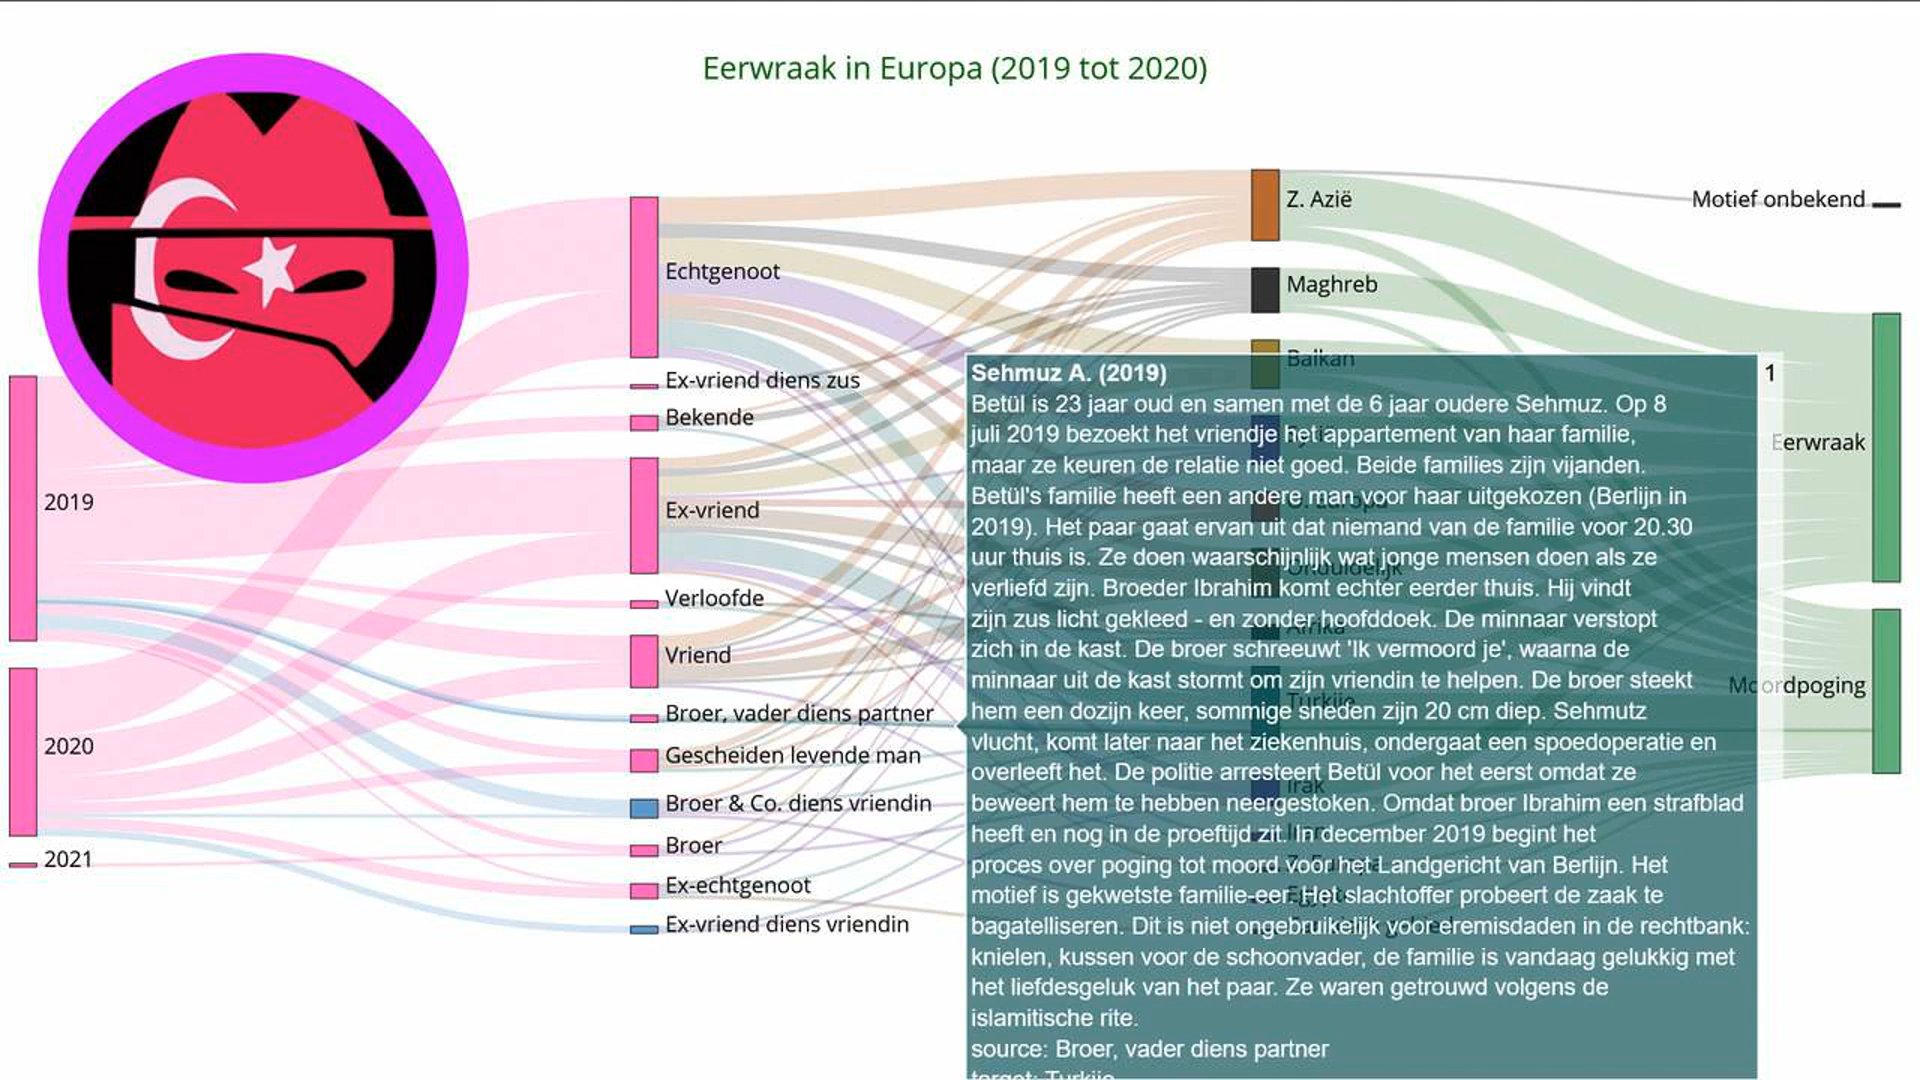 Eerwraak in Europa (2019 tot 2020)
2019
2020
2021
Echtgenoot
Ex-vriend diens zus
Bekende
Ex-vriend
Verloofde
Vriend
Broer, vader diens partner
Gescheiden levende man
Broer & Co. diens vriendin
Broer
Ex-echtgenoot
Ex-vriend diens vriendin
Z. Azië
Maghreb
Balkan
O. Europa
Onduidelijk
Afrika
Turkije
Irak
Motief onbekend
Eerwraak
Moordpoging
1
Sehmuz A. (2019)
Betül is 23 jaar oud en samen met de 6 jaar oudere Sehmuz. Op 8
juli 2019 bezoekt het vriendje het appartement van haar familie,
maar ze keuren de relatie niet goed. Beide families zijn vijanden.
Betül's familie heeft een andere man voor haar uitgekozen (Berlijn in
2019). Het paar gaat ervan uit dat niemand van de familie voor 20.30
uur thuis is. Ze doen waarschijnlijk wat jonge mensen doen als ze
verliefd zijn. Broeder Ibrahim komt echter eerder thuis. Hij vindt
zijn zus licht gekleed - en zonder hoofddoek. De minnaar verstopt
zich in de kast. De broer schreeuwt 'Ik vermoord je', waarna de
minnaar uit de kast stormt om zijn vriendin te helpen. De broer steekt
hem een dozijn keer, sommige sneden zijn 20 cm diep. Sehmutz
vlucht, komt later naar het ziekenhuis, ondergaat een spoedoperatie en
overleeft het. De politie arresteert Betül voor het eerst omdat ze
beweert hem te hebben neergestoken. Omdat broer Ibrahim een strafblad
heeft en nog in de proeftijd zit. In december 2019 begint het
proces over poging tot moord voor het Landgericht van Berlijn. Het
motief is gekwetste familie-eer. Het slachtoffer probeert de zaak te
bagatelliseren. Dit is niet ongebruikelijk voor eremisdaden in de rechtbank:
knielen, kussen voor de schoonvader, de familie is vandaag gelukkig met
het liefdesgeluk van het paar. Ze waren getrouwd volgens de
islamitische rite.
source: Broer, vader diens partner
target: Turkije